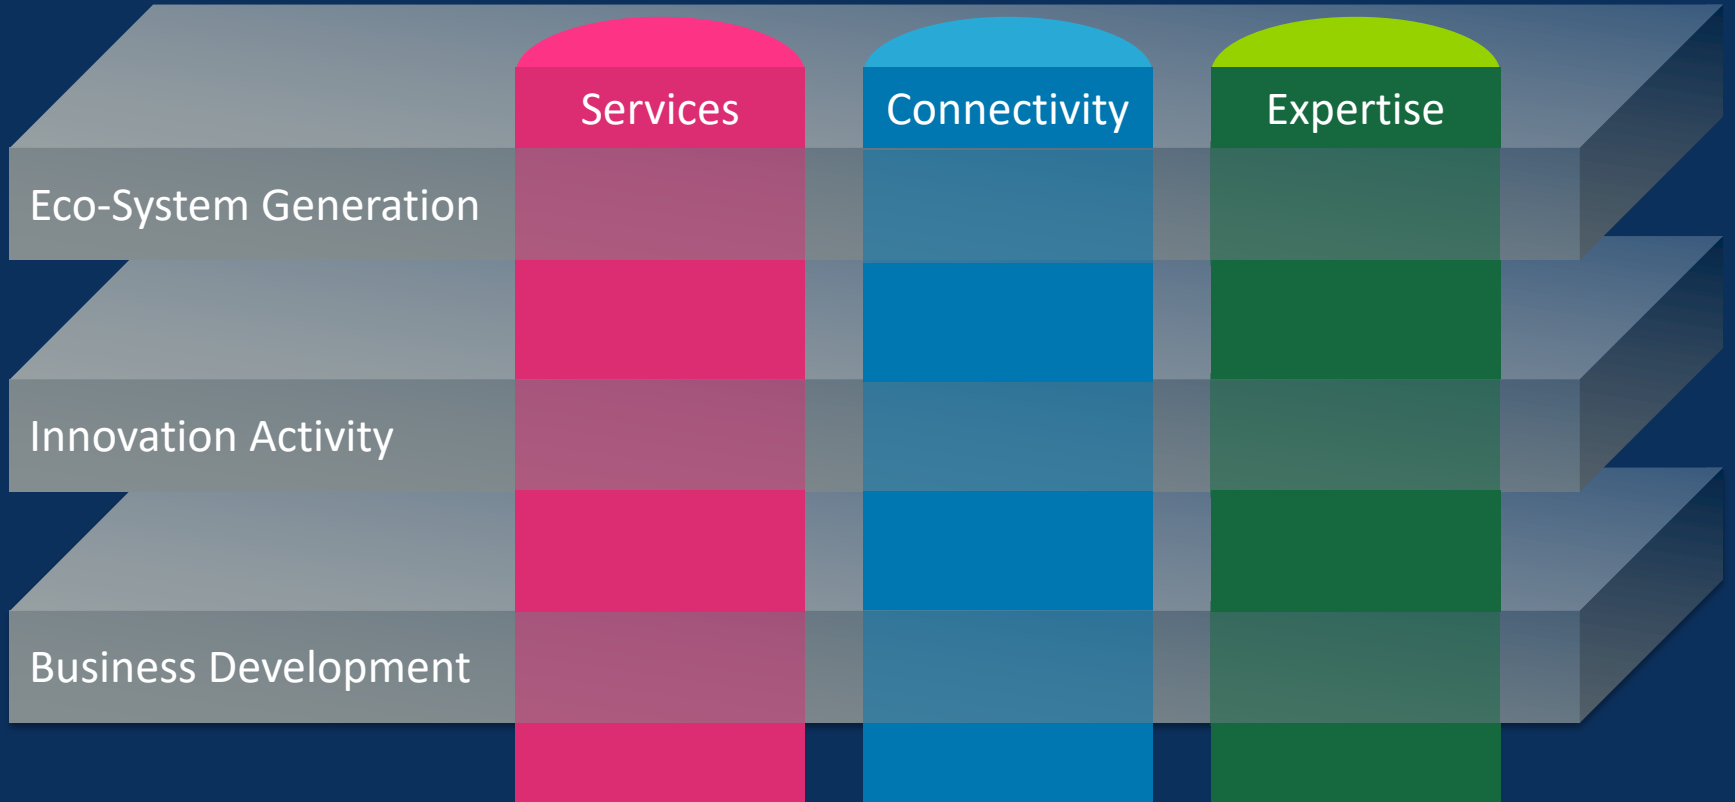 Services
Connectivity
Expertise
Eco-System Generation
Innovation Activity
Business Development